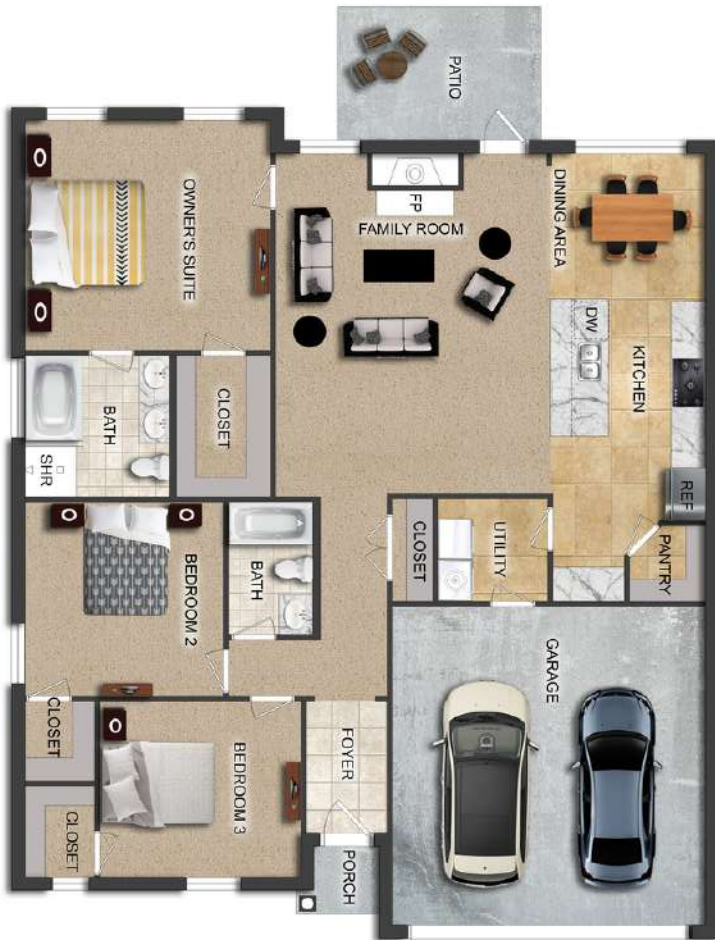 PATIO
OWNER'S SUITE
FP
FAMILY ROOM
DINING AREA
DW
KITCHEN
BATH
CLOSET
SHR
REF
BEDROOM 2
BATH
CLOSET
UTILITY
PANTRY
GARAGE
CLOSET
BEDROOM 3
FOYER
CLOSET
PORCH